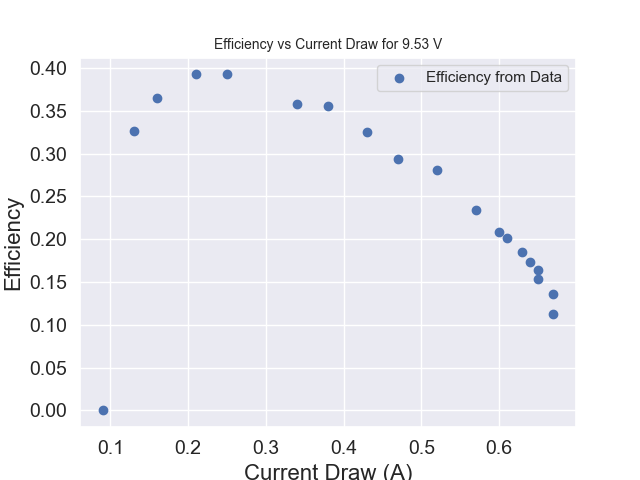 Efficiency vs Current Draw for 9.53 V
Efficiency from Data
Efficiency
0.40
0.35
0.30
0.25
0.20
0.15
0.10
0.05
0.00
0.1 0.2 0.3 0.4 0.5 0.6
Current Draw (A)